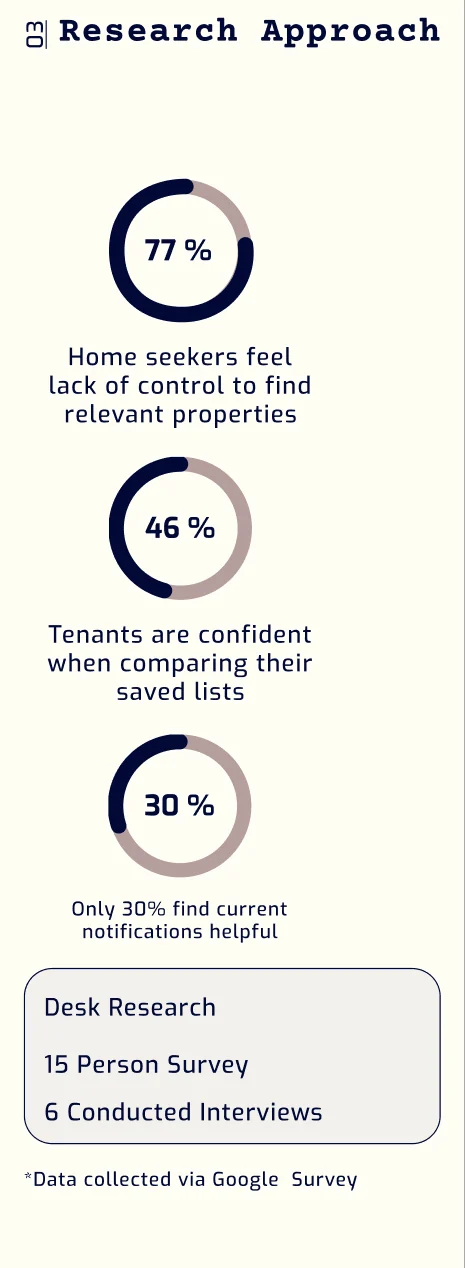 03 Research Approach
77 %
Home seekers feel
lack of control to find
relevant properties
46 %
Tenants are confident
when comparing their
saved lists
30 %
Only 30% find current
notifications helpful
Desk Research
15 Person Survey
6 Conducted Interviews
*Data collected via Google  Survey